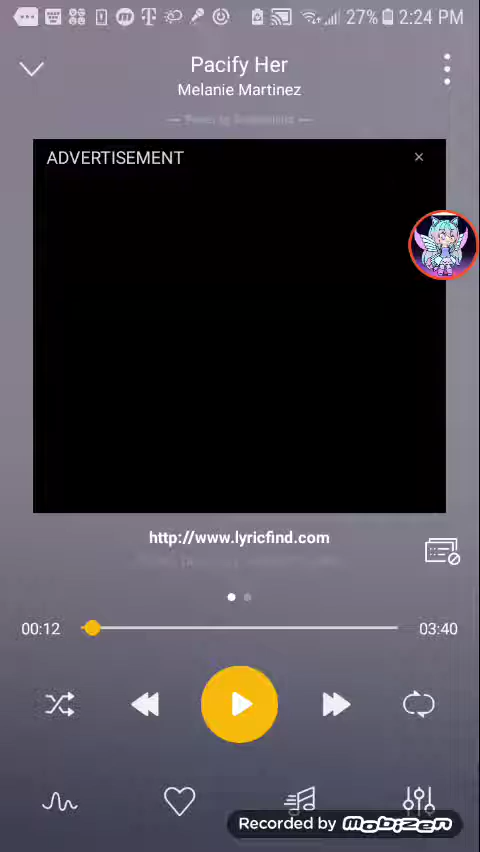 27% 2:24 PM
Pacify Her
Melanie Martinez
ADVERTISEMENT
http://www.lyricfind.com
00:12 03:40
Recorded by MOBIZEN